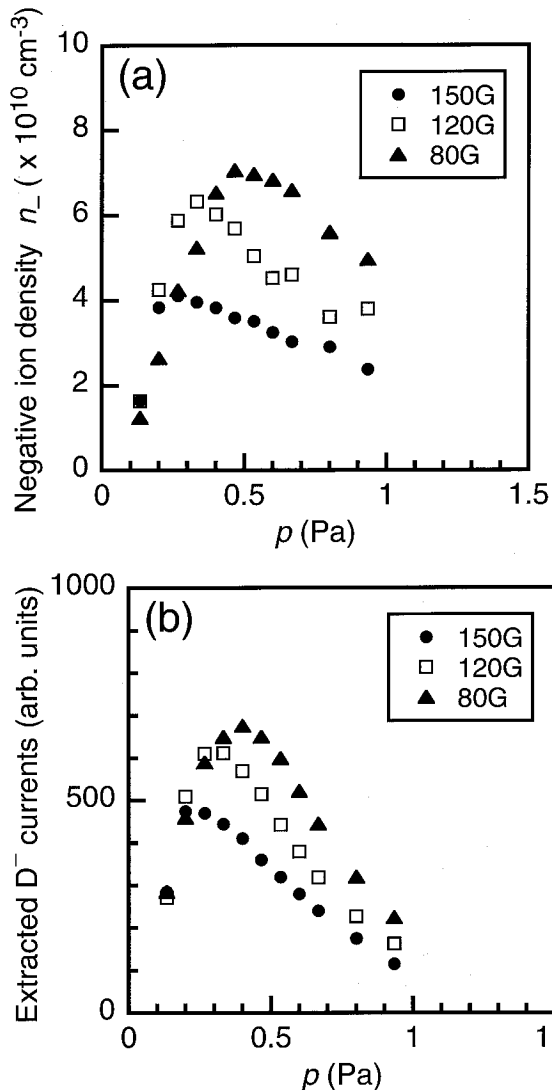 (a)
Negative ion density n_ ( x 10^10 cm^-3)
10
8
6
4
2
0
150G
120G
80G
0
0.5
1
1.5
p (Pa)
(b)
Extracted D^- currents (arb. units)
1000
500
0
150G
120G
80G
0
0.5
1
1
p (Pa)